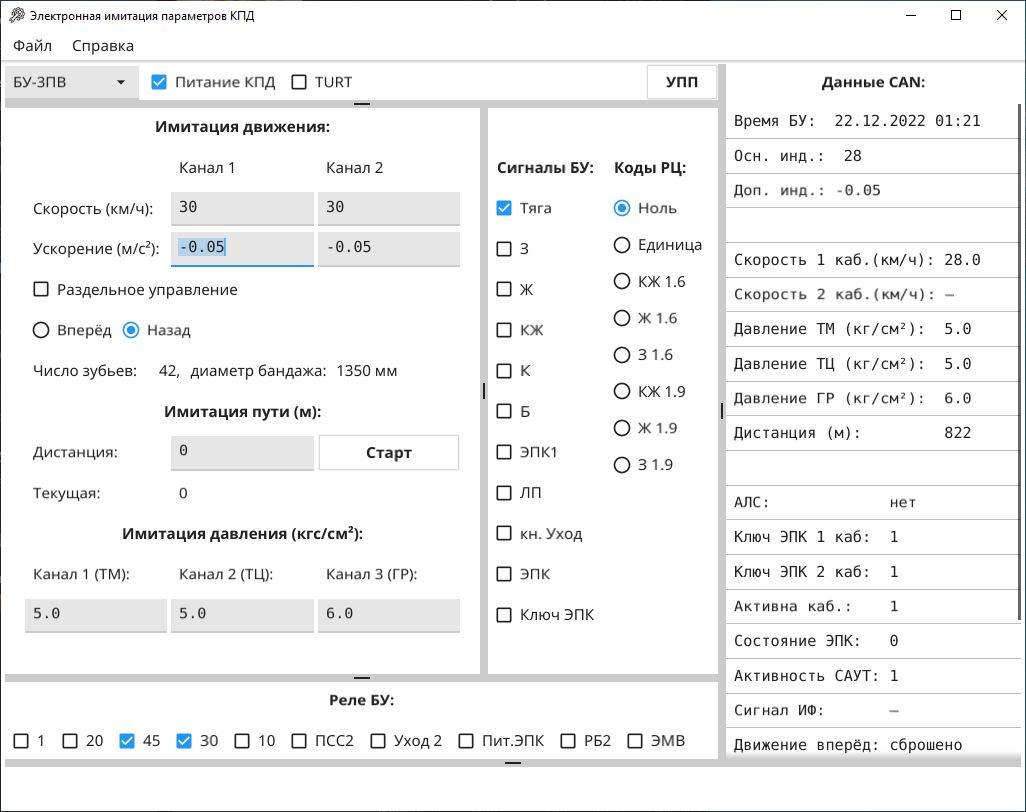 Электронная имитация параметров КПД
Файл Справка
БУ-3ПВ Питание КПД TURT УПП
Имитация движения:
Канал 1 Канал 2
Скорость (км/ч): 30 30
Ускорение (м/с²): -0.05 -0.05
Раздельное управление
Вперёд Назад
Число зубьев: 42, диаметр бандажа: 1350 мм
Имитация пути (м):
Дистанция: 0 Старт
Текущая: 0
Имитация давления (кгс/см²):
Канал 1 (ТМ): Канал 2 (ТЦ): Канал 3 (ГР):
5.0 5.0 6.0
Сигналы БУ:
Тяга
З
Ж
КЖ
К
Б
ЭПК1
ЛП
кн. Уход
ЭПК
Ключ ЭПК
Коды РЦ:
Ноль
Единица
КЖ 1.6
Ж 1.6
З 1.6
КЖ 1.9
Ж 1.9
З 1.9
Реле БУ:
1 20 45 30 10 ПСС2 Уход 2 Пит.ЭПК РБ2 ЭМВ
Данные CAN:
Время БУ: 22.12.2022 01:21
Осн. инд.: 28
Доп. инд.: -0.05
Скорость 1 каб.(км/ч): 28.0
Скорость 2 каб.(км/ч): —
Давление ТМ (кг/см²): 5.0
Давление ТЦ (кг/см²): 5.0
Давление ГР (кг/см²): 6.0
Дистанция (м): 822
АЛС: нет
Ключ ЭПК 1 каб: 1
Ключ ЭПК 2 каб: 1
Активна каб.: 1
Состояние ЭПК: 0
Активность САУТ: 1
Сигнал ИФ: —
Движение вперёд: сброшено